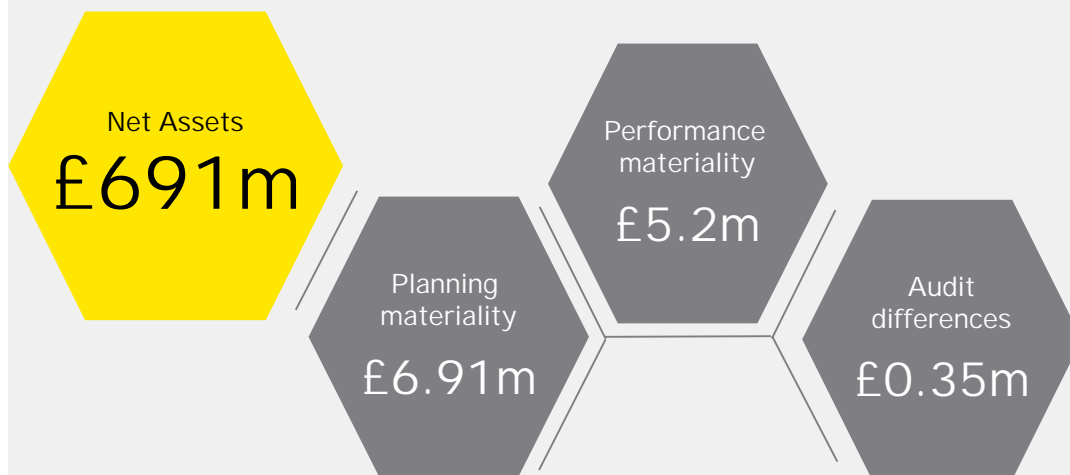 Net Assets
£691m
Planning
materiality
£6.91m
Performance
materiality
£5.2m
Audit
differences
£0.35m